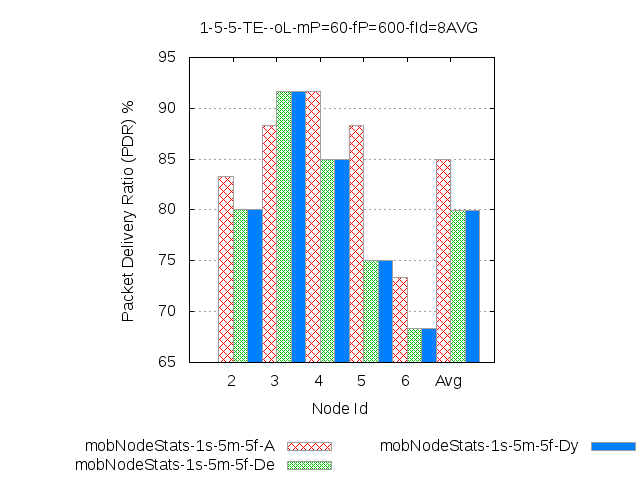 1-5-5-TE--oL-mP=60-fP=600-fId=8AVG
95
90
85
80
75
70
65
Packet Delivery Ratio (PDR) %
2 3 4 5 6 Avg
Node Id
mobNodeStats-1s-5m-5f-A mobNodeStats-1s-5m-5f-Dy
mobNodeStats-1s-5m-5f-De